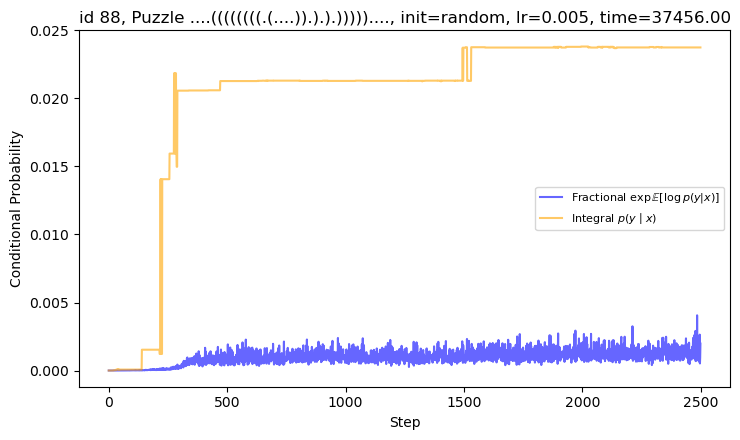 id 88, Puzzle ....((((((((.(....)).).).)))))...., init=random, lr=0.005, time=37456.00
Conditional Probability
0.025
0.020
0.015
0.010
0.005
0.000
Fractional exp𝔼[log p(y|x)]
Integral p(y | x)
0 500 1000 1500 2000 2500
Step